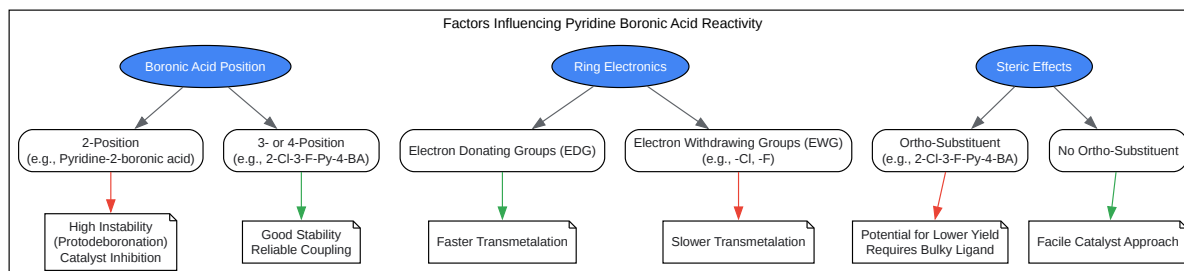 Factors Influencing Pyridine Boronic Acid Reactivity
Boronic Acid Position
Ring Electronics
Steric Effects
2-Position
(e.g., Pyridine-2-boronic acid)
3- or 4-Position
(e.g., 2-Cl-3-F-Py-4-BA)
Electron Donating Groups (EDG)
Electron Withdrawing Groups (EWG)
(e.g., -Cl, -F)
Ortho-Substituent
(e.g., 2-Cl-3-F-Py-4-BA)
No Ortho-Substituent
High Instability
(Protodeboronation)
Catalyst Inhibition
Good Stability
Reliable Coupling
Faster Transmetalation
Slower Transmetalation
Potential for Lower Yield
Requires Bulky Ligand
Facile Catalyst Approach